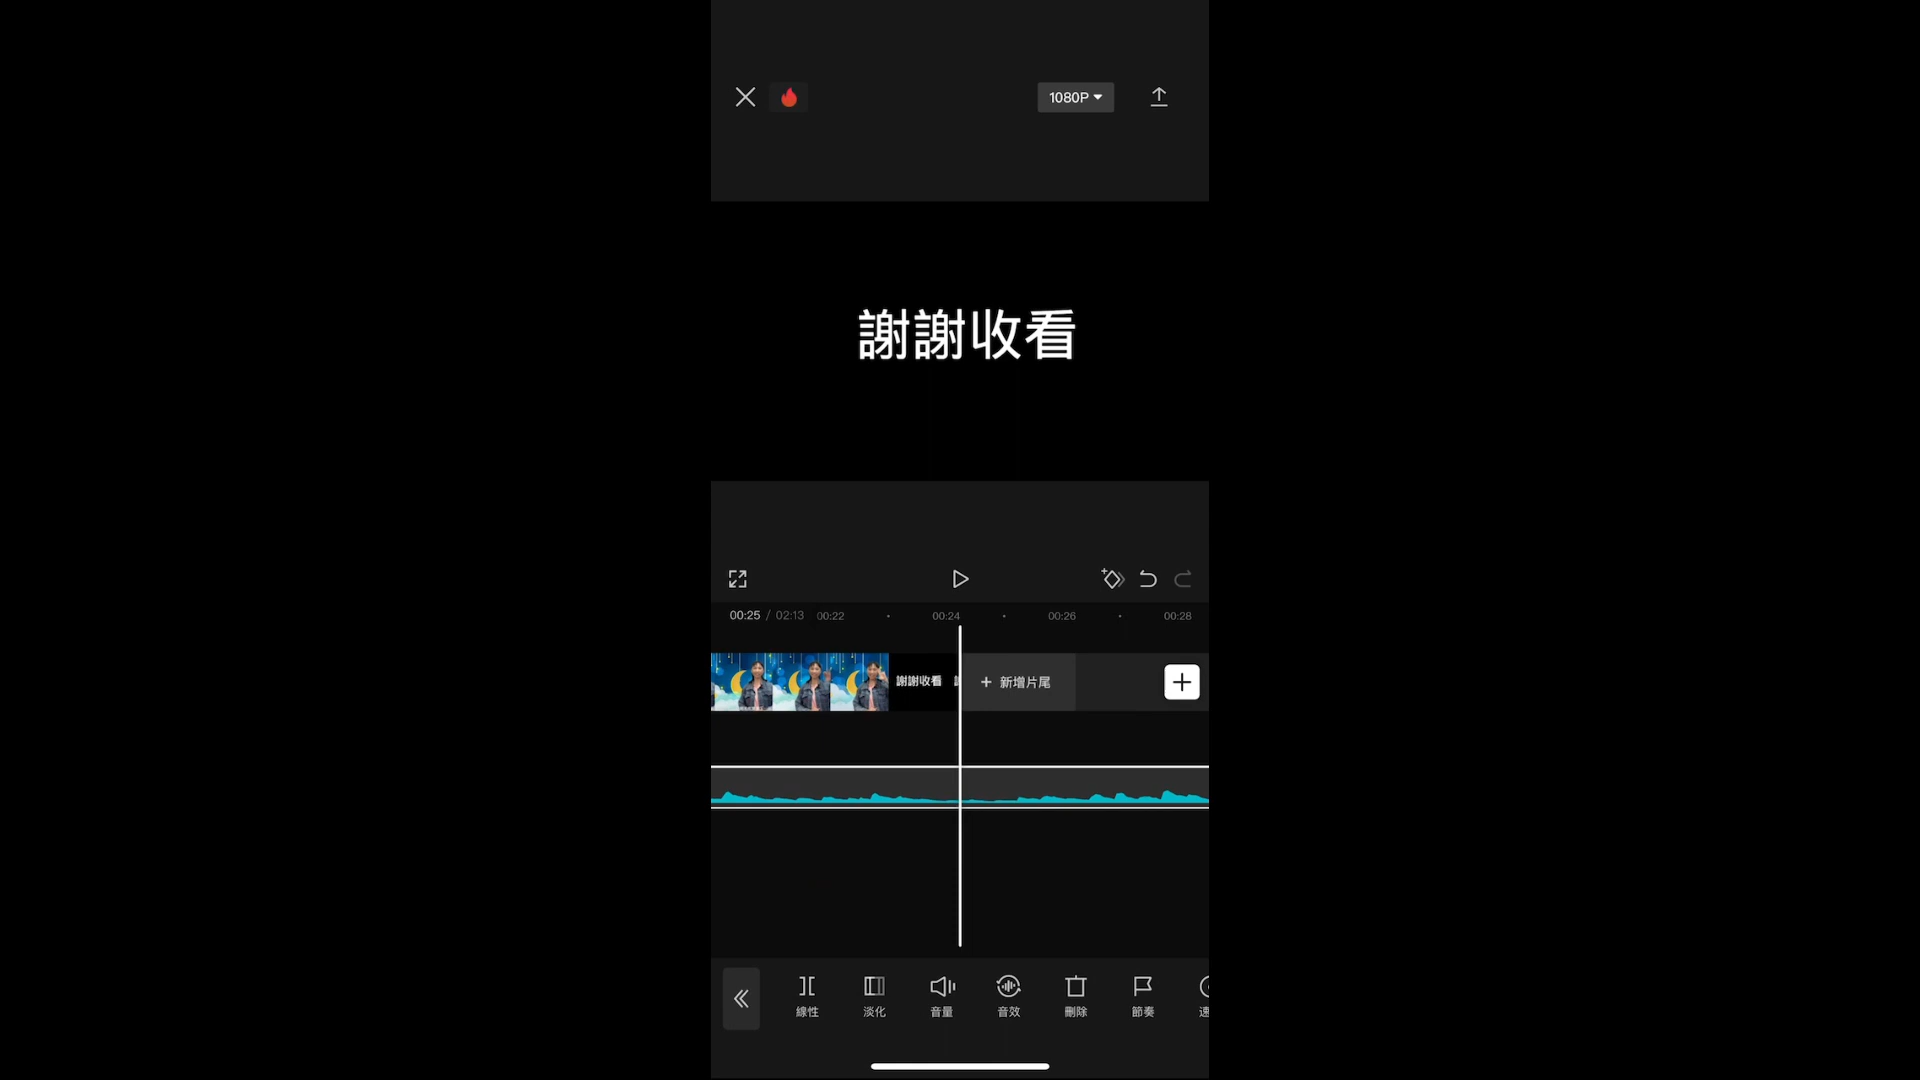 1080P
謝謝收看
00:25 / 02:13 00:22 00:24 00:26 00:28
謝謝收看
+ 新增片尾
線性 淡化 音量 音效 刪除 節奏